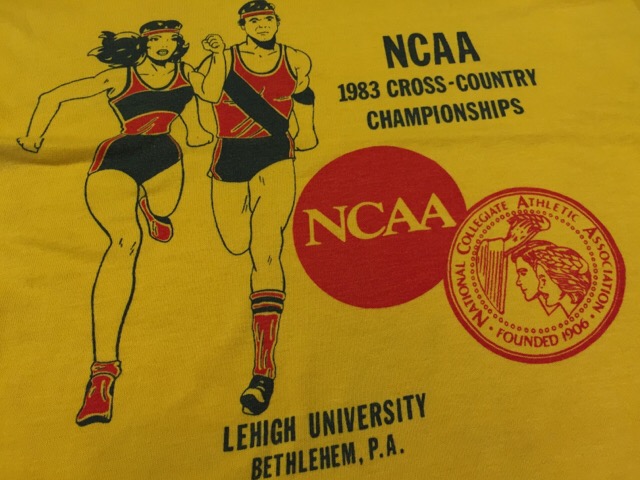 NCAA
1983 CROSS-COUNTRY
CHAMPIONSHIPS
NCAA
NATIONAL COLLEGIATE ATHLETIC ASSOCIATION
· FOUNDED 1906 ·
LEHIGH UNIVERSITY
BETHLEHEM, P.A.